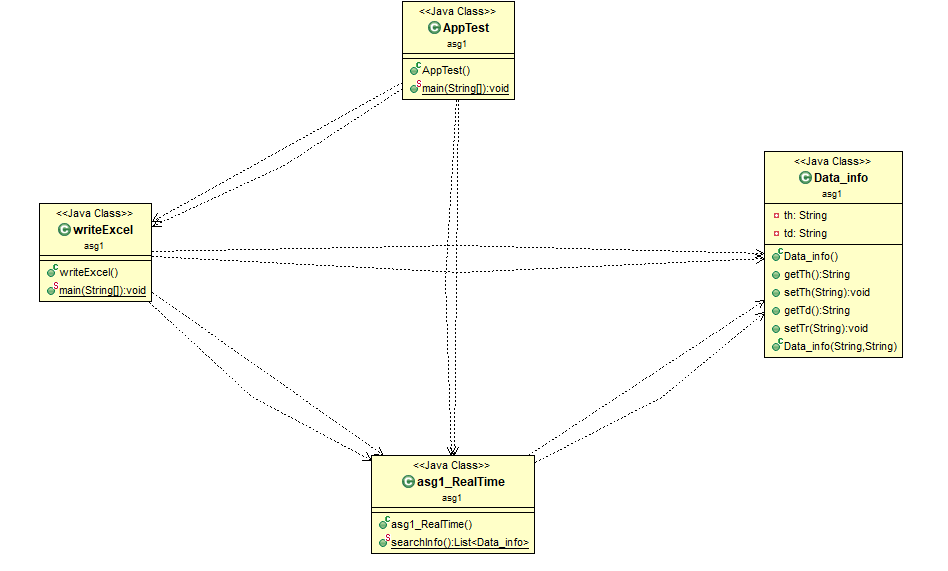 <<Java Class>>
AppTest
asg1
AppTest()
main(String[]):void
<<Java Class>>
Data_info
asg1
th: String
td: String
Data_info()
getTh():String
setTh(String):void
getTd():String
setTr(String):void
Data_info(String,String)
<<Java Class>>
writeExcel
asg1
writeExcel()
main(String[]):void
<<Java Class>>
asg1_RealTime
asg1
asg1_RealTime()
searchInfo():List<Data_info>